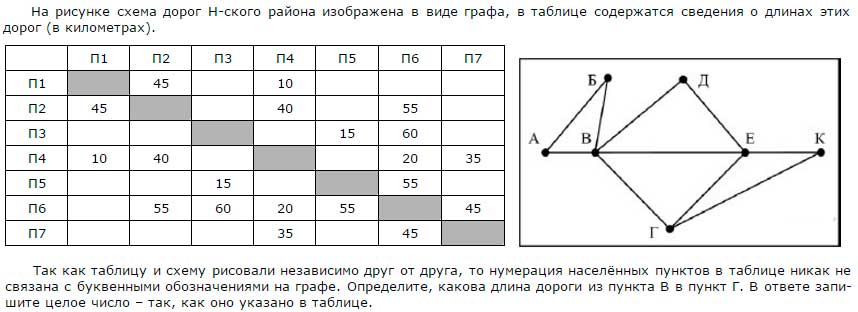 На рисунке схема дорог Н-ского района изображена в виде графа, в таблице содержатся сведения о длинах этих
дорог (в километрах).
П1 П2 П3 П4 П5 П6 П7
П1 45 10
П2 45 40 55
П3 15 60
П4 10 40 20 35
П5 15 55
П6 55 60 20 55 45
П7 35 45
Б Д
А В Е К
Г
Так как таблицу и схему рисовали независимо друг от друга, то нумерация населённых пунктов в таблице никак не
связана с буквенными обозначениями на графе. Определите, какова длина дороги из пункта В в пункт Г. В ответе запи-
шите целое число – так, как оно указано в таблице.